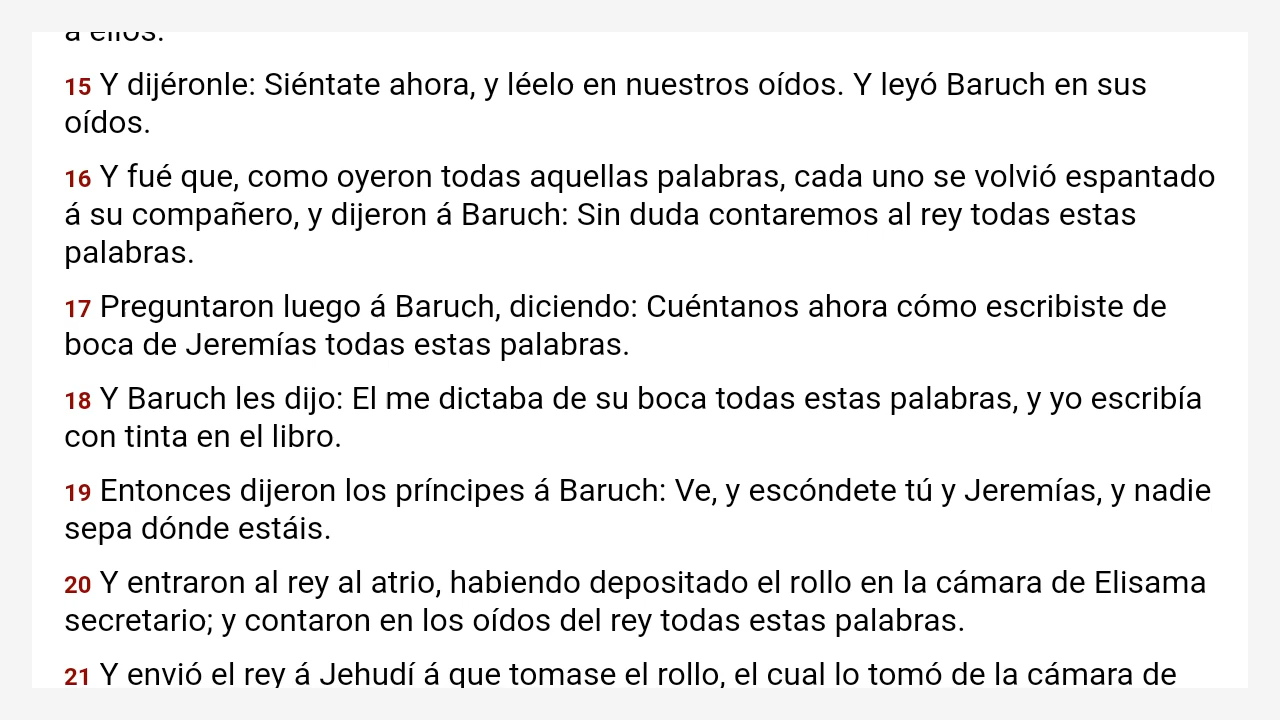 á ellos.
15 Y dijéronle: Siéntate ahora, y léelo en nuestros oídos. Y leyó Baruch en sus
oídos.
16 Y fué que, como oyeron todas aquellas palabras, cada uno se volvió espantado
á su compañero, y dijeron á Baruch: Sin duda contaremos al rey todas estas
palabras.
17 Preguntaron luego á Baruch, diciendo: Cuéntanos ahora cómo escribiste de
boca de Jeremías todas estas palabras.
18 Y Baruch les dijo: El me dictaba de su boca todas estas palabras, y yo escribía
con tinta en el libro.
19 Entonces dijeron los príncipes á Baruch: Ve, y escóndete tú y Jeremías, y nadie
sepa dónde estáis.
20 Y entraron al rey al atrio, habiendo depositado el rollo en la cámara de Elisama
secretario; y contaron en los oídos del rey todas estas palabras.
21 Y envió el rey á Jehudí á que tomase el rollo, el cual lo tomó de la cámara de